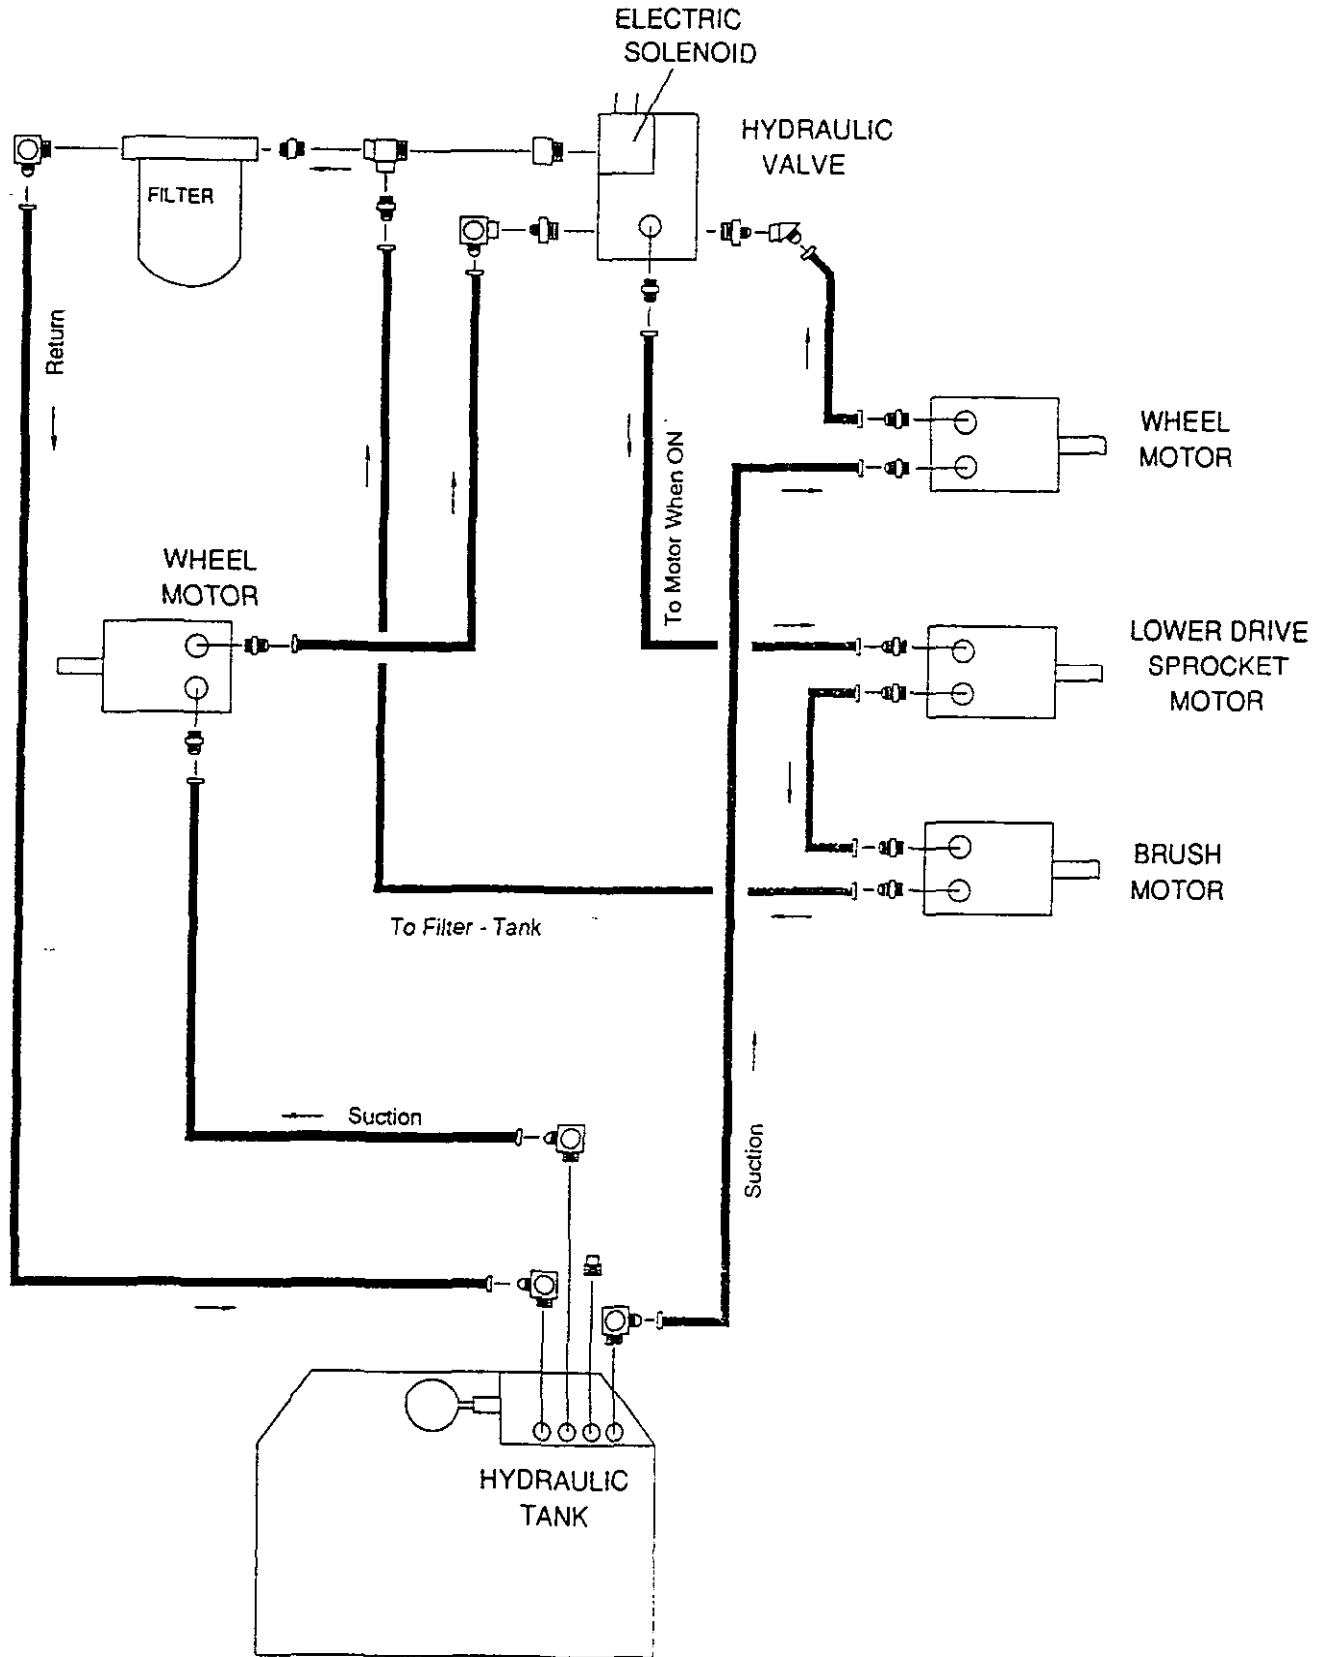 ELECTRIC
SOLENOID
HYDRAULIC
VALVE
FILTER
Return
WHEEL
MOTOR
To Motor When ON
WHEEL
MOTOR
LOWER DRIVE
SPROCKET
MOTOR
BRUSH
MOTOR
To Filter - Tank
Suction
Suction
HYDRAULIC
TANK